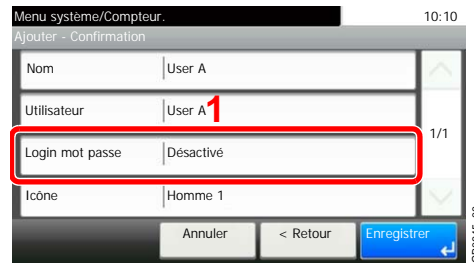 Menu système/Compteur. 10:10
Ajouter - Confirmation
Nom User A
Utilisateur User A
1
1/1
Login mot passe Désactivé
Icône Homme 1
Annuler < Retour Enregistrer